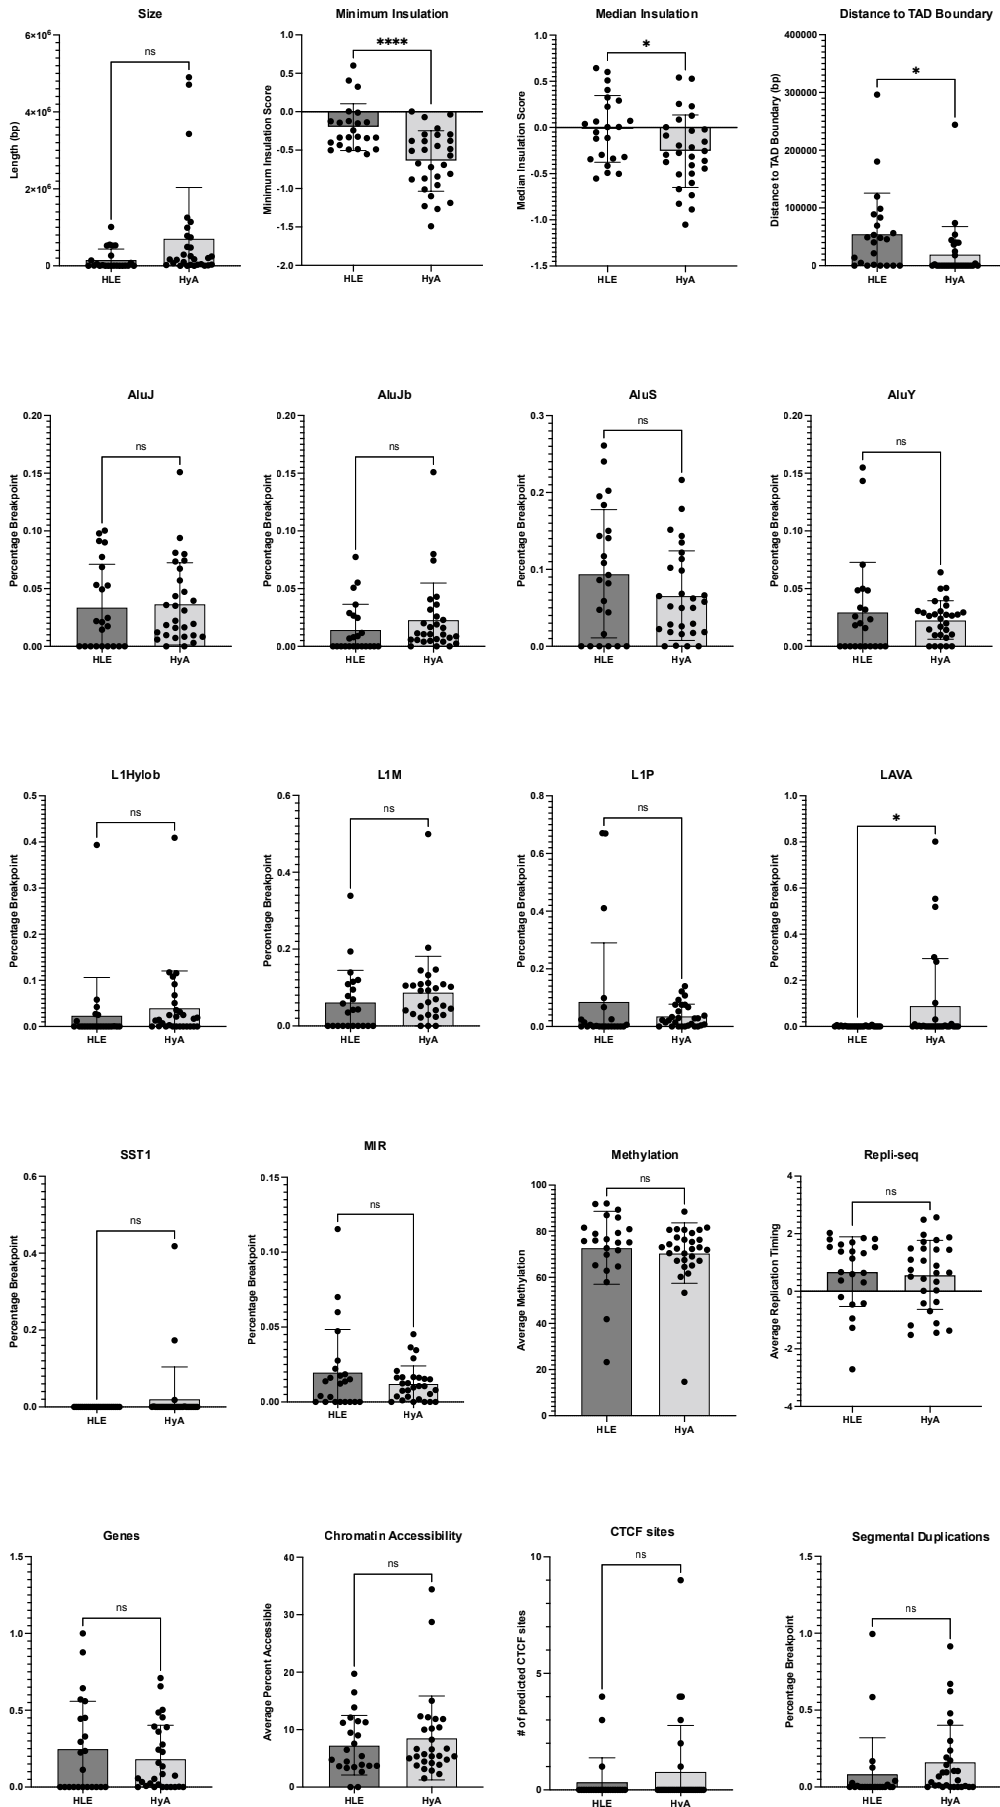 Size
Minimum Insulation
Median Insulation
Distance to TAD Boundary
Length (bp)
6×10⁶
4×10⁶
2×10⁶
0
ns
HLE
HyA
Minimum Insulation Score
1.0
0.5
0.0
-0.5
-1.0
-1.5
-2.0
****
HLE
HyA
Median Insulation Score
1.0
0.5
0.0
-0.5
-1.0
-1.5
*
HLE
HyA
Distance to TAD Boundary (bp)
400000
300000
200000
100000
0
*
HLE
HyA
AluJ
AluJb
AluS
AluY
Percentage Breakpoint
0.20
0.15
0.10
0.05
0.00
ns
HLE
HyA
Percentage Breakpoint
0.20
0.15
0.10
0.05
0.00
ns
HLE
HyA
Percentage Breakpoint
0.3
0.2
0.1
0.0
ns
HLE
HyA
Percentage Breakpoint
0.20
0.15
0.10
0.05
0.00
ns
HLE
HyA
L1Hylob
L1M
L1P
LAVA
Percentage Breakpoint
0.5
0.4
0.3
0.2
0.1
0.0
ns
HLE
HyA
Percentage Breakpoint
0.6
0.4
0.2
0.0
ns
HLE
HyA
Percentage Breakpoint
0.8
0.6
0.4
0.2
0.0
ns
HLE
HyA
Percentage Breakpoint
1.0
0.8
0.6
0.4
0.2
0.0
*
HLE
HyA
SST1
MIR
Methylation
Repli-seq
Percentage Breakpoint
0.6
0.4
0.2
0.0
ns
HLE
HyA
Percentage Breakpoint
0.15
0.10
0.05
0.00
ns
HLE
HyA
Average Methylation
100
80
60
40
20
0
ns
HLE
HyA
Average Replication Timing
4
2
0
-2
-4
ns
HLE
HyA
Genes
Chromatin Accessibility
CTCF sites
Segmental Duplications
Percentage Breakpoint
1.5
1.0
0.5
0.0
ns
HLE
HyA
Average Percent Accessible
40
30
20
10
0
ns
HLE
HyA
# of predicted CTCF sites
10
5
0
ns
HLE
HyA
Percentage Breakpoint
1.5
1.0
0.5
0.0
ns
HLE
HyA